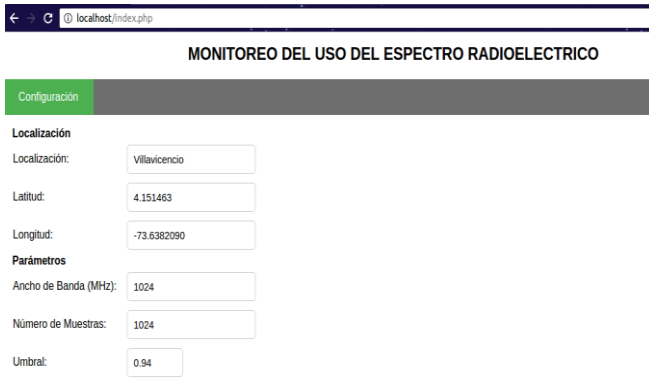 localhost/index.php
MONITOREO DEL USO DEL ESPECTRO RADIOELECTRICO
Configuración
Localización
Localización: Villavicencio
Latitud: 4.151463
Longitud: -73.6382090
Parámetros
Ancho de Banda (MHz): 1024
Número de Muestras: 1024
Umbral: 0.94